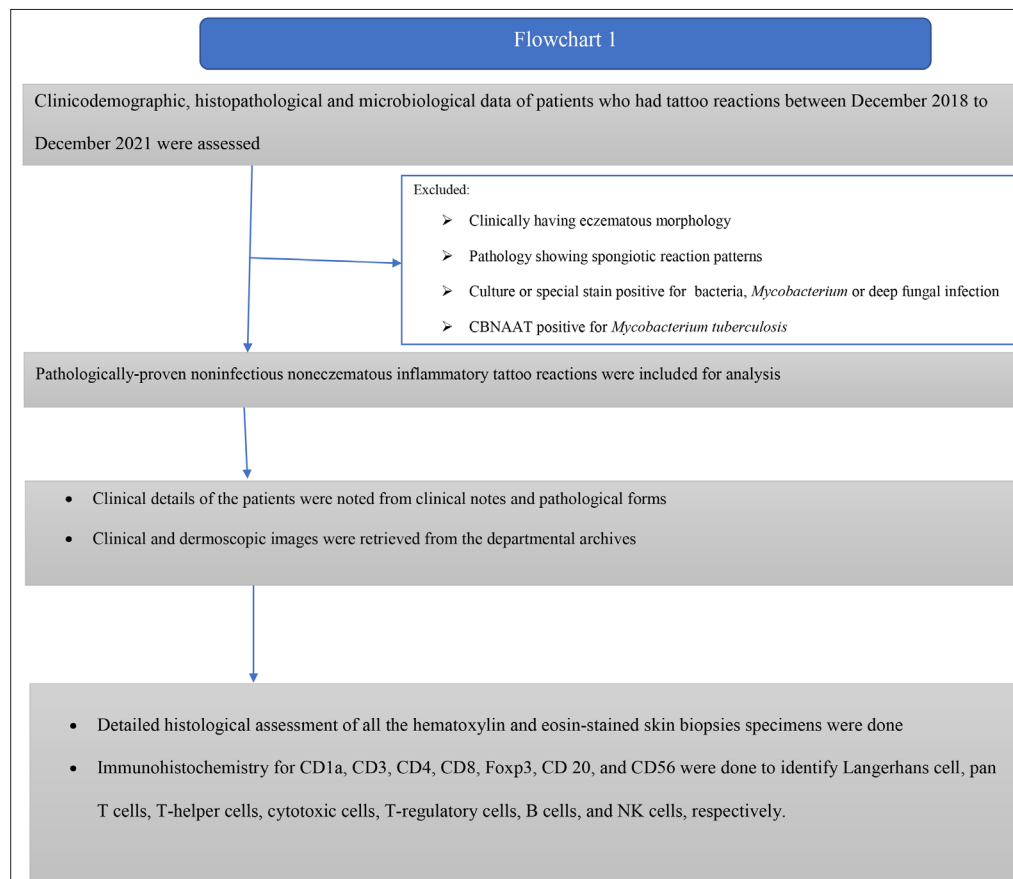 Flowchart 1
Clinicodemographic, histopathological and microbiological data of patients who had tattoo reactions between December 2018 to
December 2021 were assessed
Excluded:
➢ Clinically having eczematous morphology
➢ Pathology showing spongiotic reaction patterns
➢ Culture or special stain positive for bacteria, Mycobacterium or deep fungal infection
➢ CBNAAT positive for Mycobacterium tuberculosis
Pathologically-proven noninfectious noneczematous inflammatory tattoo reactions were included for analysis
• Clinical details of the patients were noted from clinical notes and pathological forms
• Clinical and dermoscopic images were retrieved from the departmental archives
• Detailed histological assessment of all the hematoxylin and eosin-stained skin biopsies specimens were done
• Immunohistochemistry for CD1a, CD3, CD4, CD8, Foxp3, CD 20, and CD56 were done to identify Langerhans cell, pan
T cells, T-helper cells, cytotoxic cells, T-regulatory cells, B cells, and NK cells, respectively.